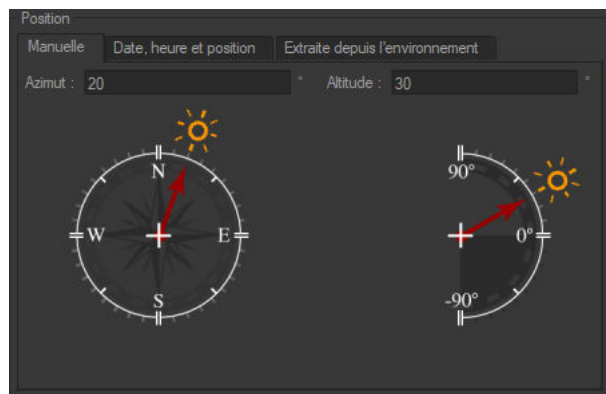 Position
Manuelle Date, heure et position Extraite depuis l'environnement
Azimut : 20 ° Altitude : 30 °
N
90°
W E 0°
S
-90°